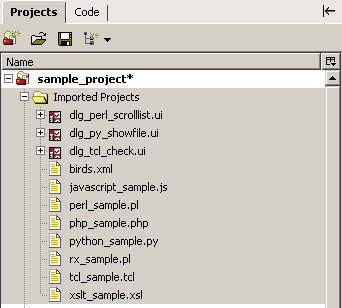 Projects Code
Name
sample_project*
Imported Projects
dlg_perl_scrolllist.ui
dlg_py_showfile.ui
dlg_tcl_check.ui
birds.xml
javascript_sample.js
perl_sample.pl
php_sample.php
python_sample.py
rx_sample.pl
tcl_sample.tcl
xslt_sample.xsl